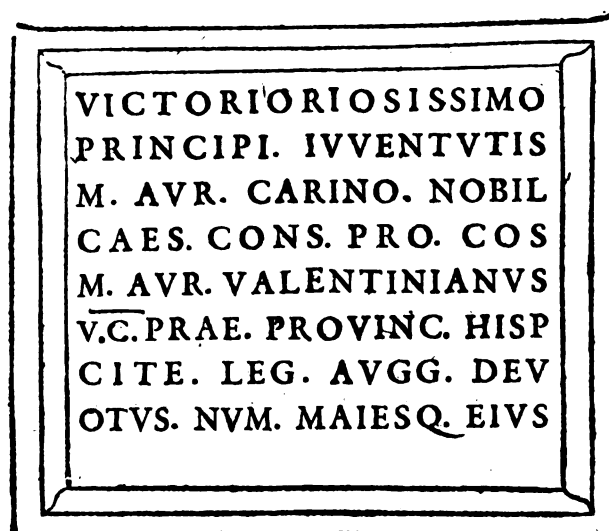 VICTORIORIOSISSIMO
PRINCIPI. IVVENTVTIS
M. AVR. CARINO. NOBIL
CAES. CONS. PRO. COS
M. AVR. VALENTINIANVS
V.C. PRAE. PROVINC. HISP
CITE. LEG. AVGG. DEV
OTVS. NVM. MAIESQ. EIVS